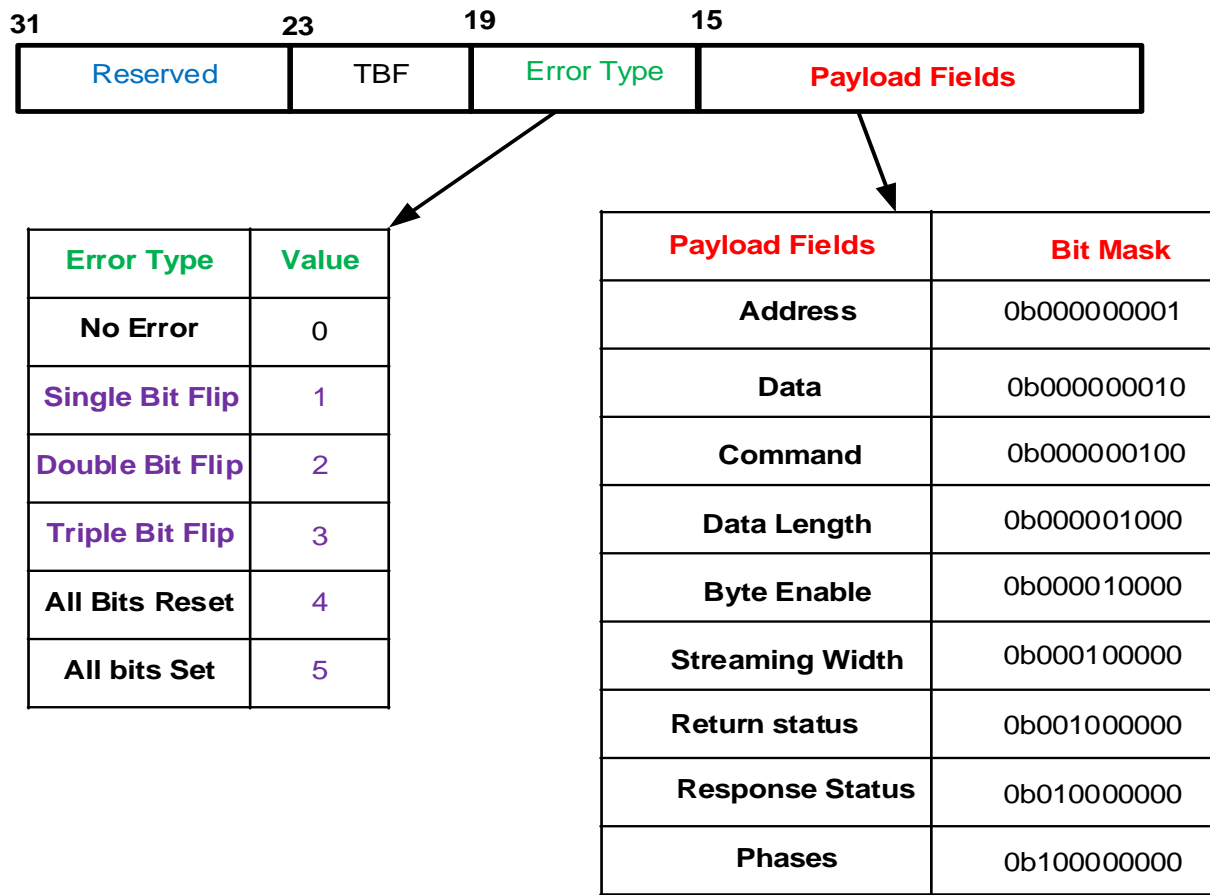 31 23 19 15
Reserved TBF Error Type Payload Fields
Error Type Value
No Error 0
Single Bit Flip 1
Double Bit Flip 2
Triple Bit Flip 3
All Bits Reset 4
All bits Set 5
Payload Fields Bit Mask
Address 0b000000001
Data 0b000000010
Command 0b000000100
Data Length 0b000001000
Byte Enable 0b000010000
Streaming Width 0b000100000
Return status 0b001000000
Response Status 0b010000000
Phases 0b100000000